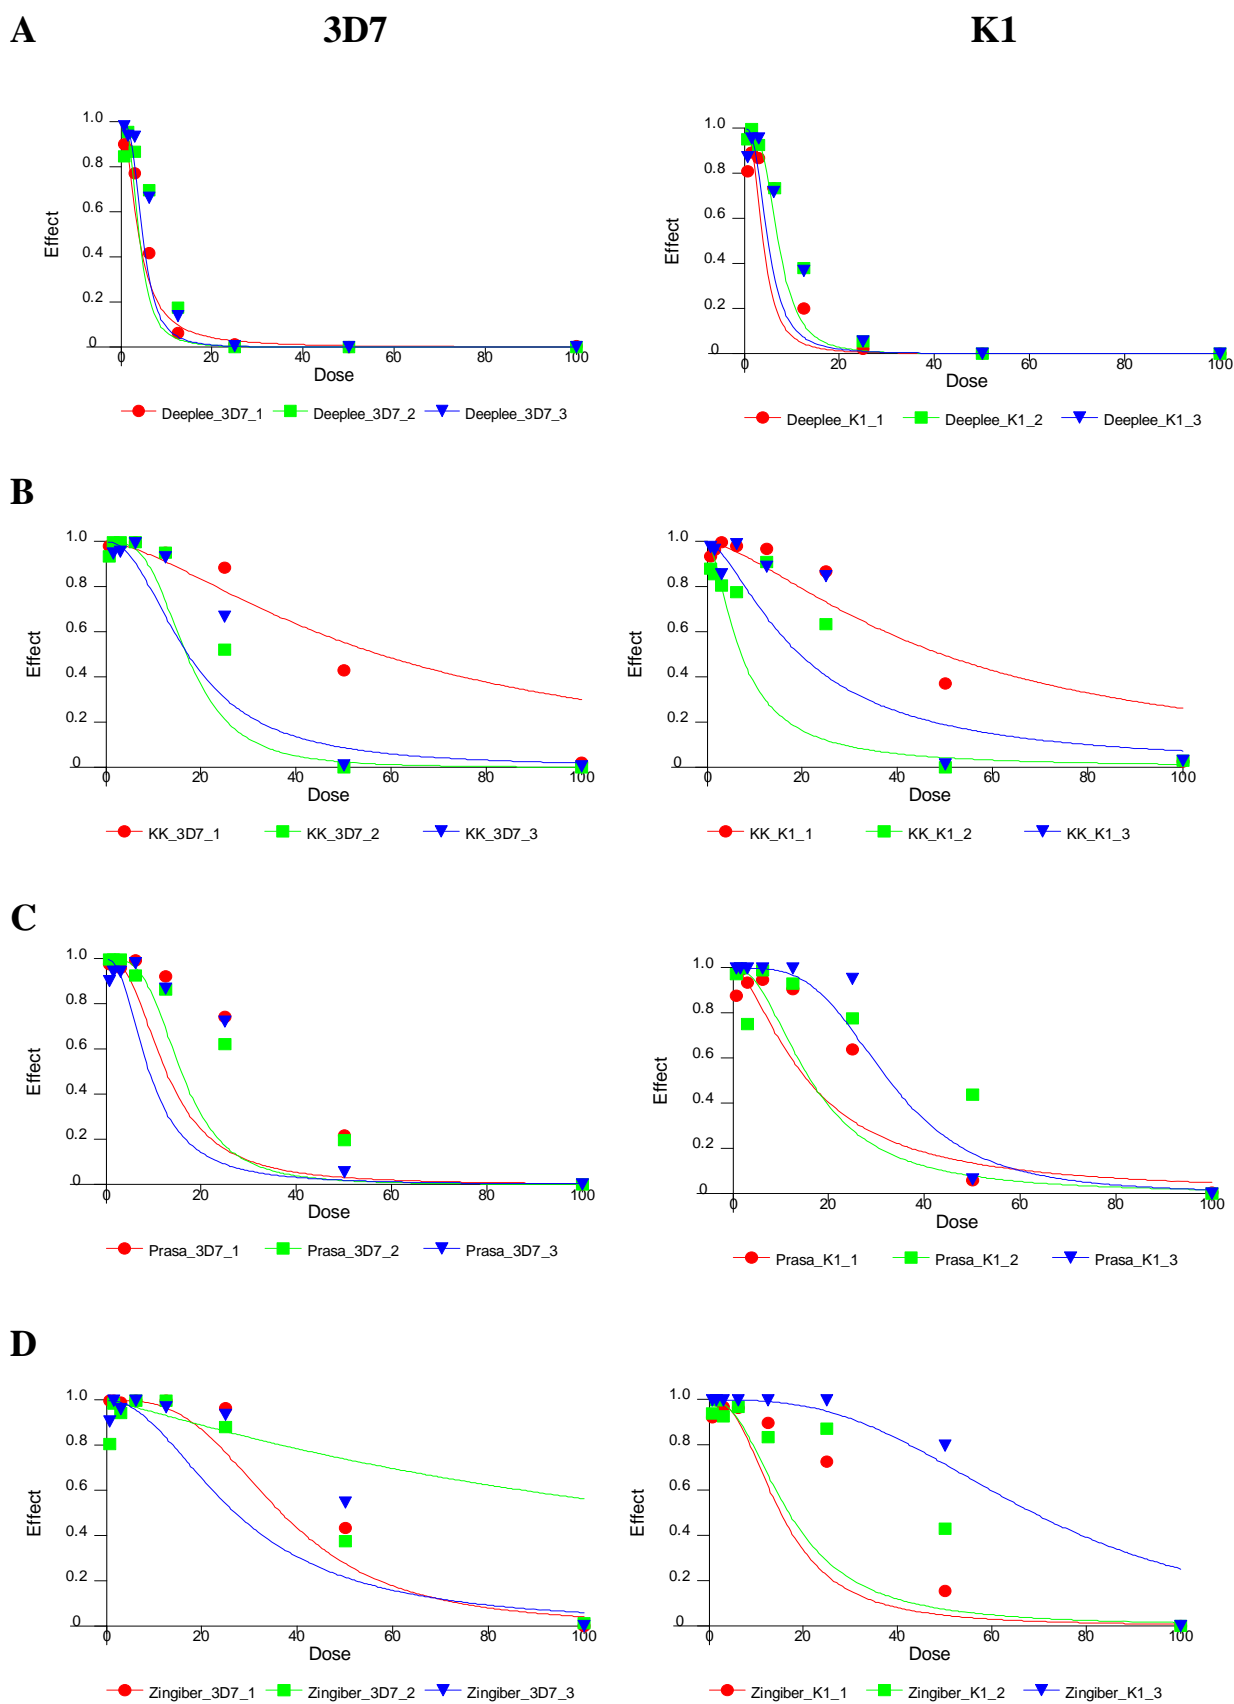 A 3D7 K1
1.0
0.8
0.6
0.4
0.2
0
Effect
0 20 40 60 80 100
Dose
Deeplee_3D7_1 Deeplee_3D7_2 Deeplee_3D7_3
1.0
0.8
0.6
0.4
0.2
0
Effect
0 20 40 60 80 100
Dose
Deeplee_K1_1 Deeplee_K1_2 Deeplee_K1_3
B
1.0
0.8
0.6
0.4
0.2
0
Effect
0 20 40 60 80 100
Dose
KK_3D7_1 KK_3D7_2 KK_3D7_3
1.0
0.8
0.6
0.4
0.2
0
Effect
0 20 40 60 80 100
Dose
KK_K1_1 KK_K1_2 KK_K1_3
C
1.0
0.8
0.6
0.4
0.2
0
Effect
0 20 40 60 80 100
Dose
Prasa_3D7_1 Prasa_3D7_2 Prasa_3D7_3
1.0
0.8
0.6
0.4
0.2
0
Effect
0 20 40 60 80 100
Dose
Prasa_K1_1 Prasa_K1_2 Prasa_K1_3
D
1.0
0.8
0.6
0.4
0.2
0
Effect
0 20 40 60 80 100
Dose
Zingiber_3D7_1 Zingiber_3D7_2 Zingiber_3D7_3
1.0
0.8
0.6
0.4
0.2
0
Effect
0 20 40 60 80 100
Dose
Zingiber_K1_1 Zingiber_K1_2 Zingiber_K1_3